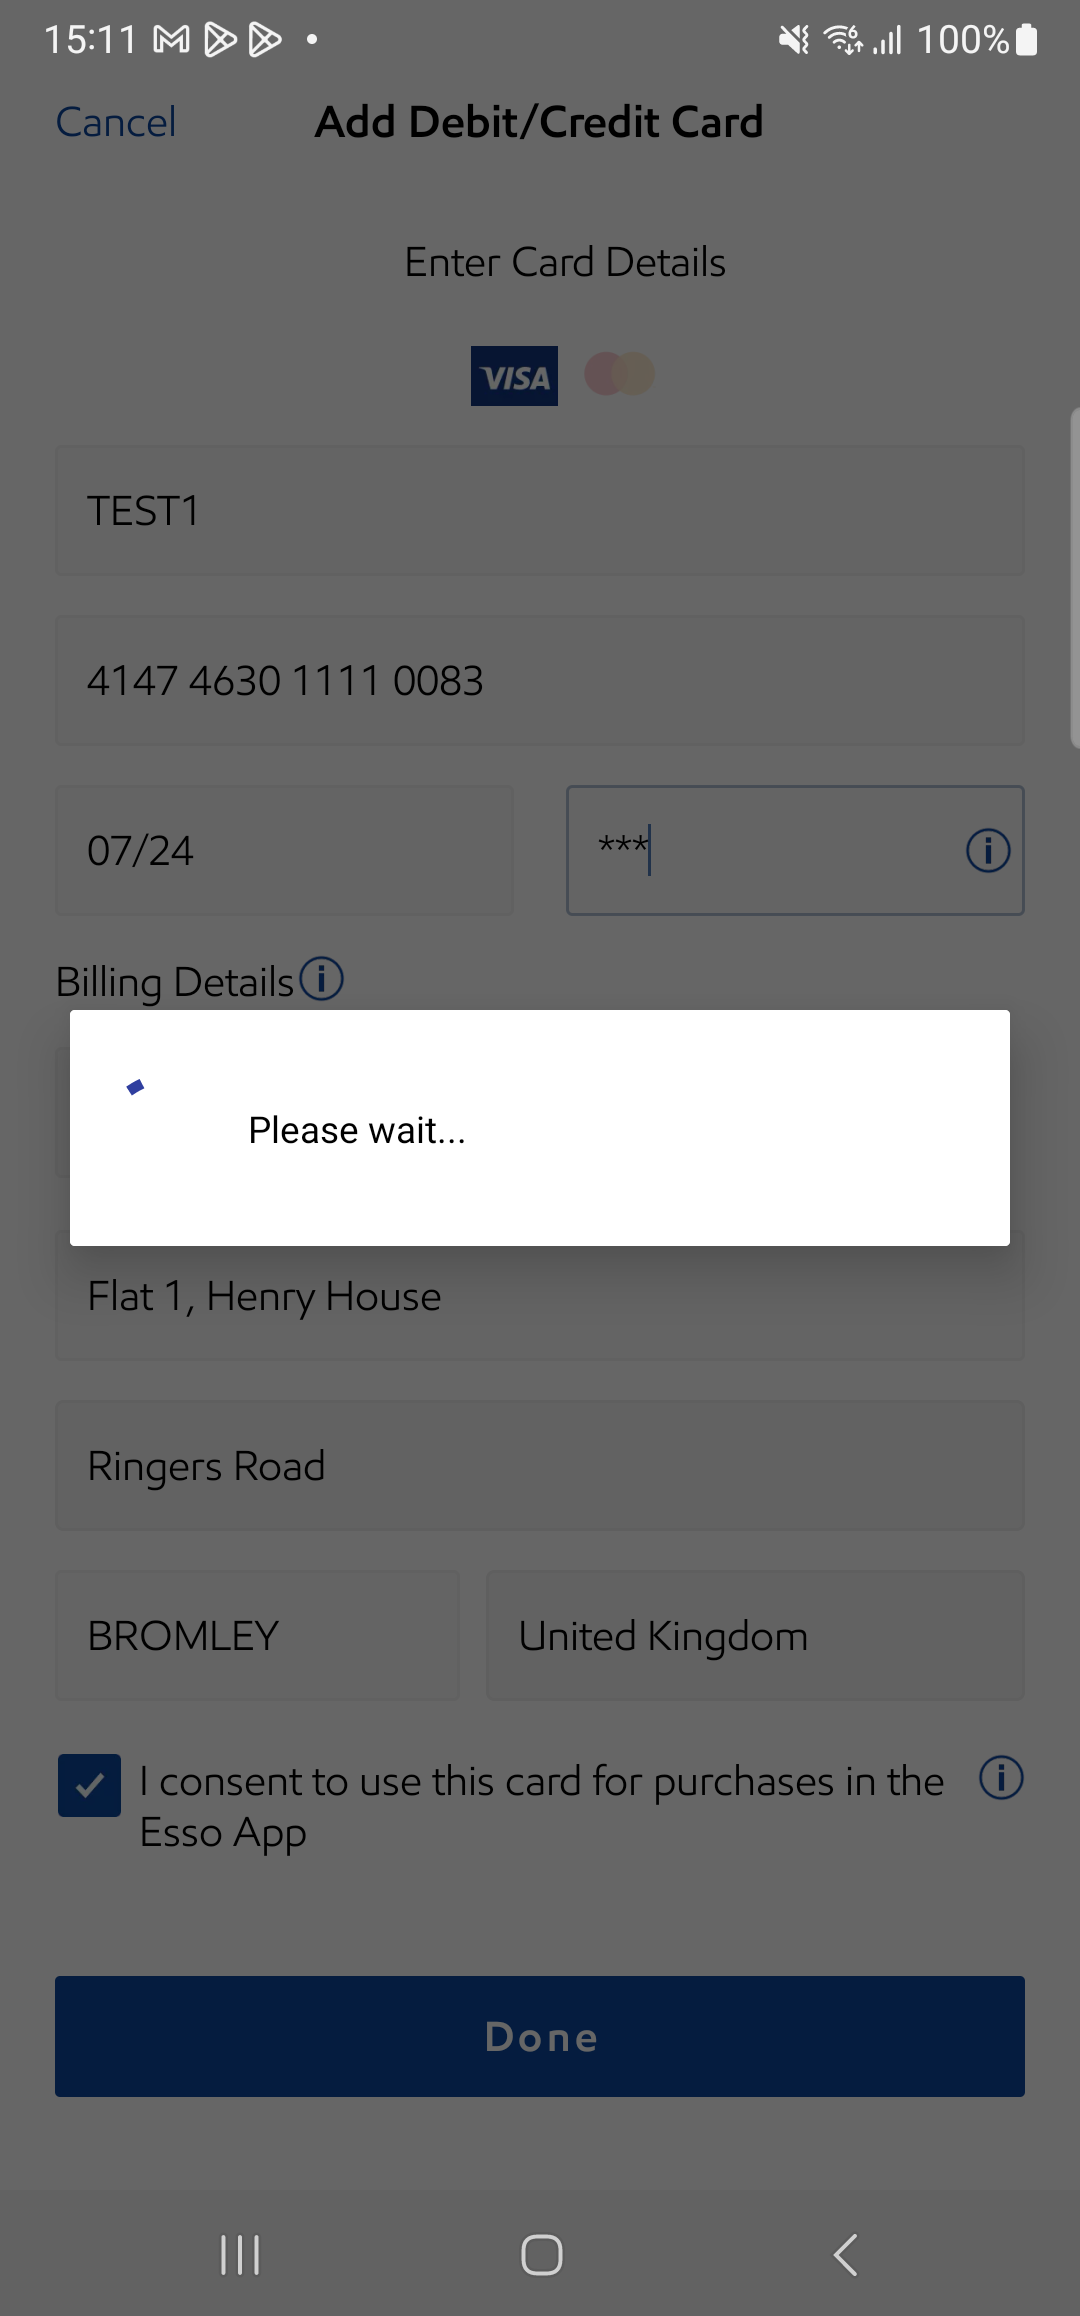 15:11 100%
Cancel Add Debit/Credit Card
Enter Card Details
VISA
TEST1
4147 4630 1111 0083
07/24 ***
Billing Details
Please wait...
Flat 1, Henry House
Ringers Road
BROMLEY United Kingdom
I consent to use this card for purchases in the
Esso App
Done